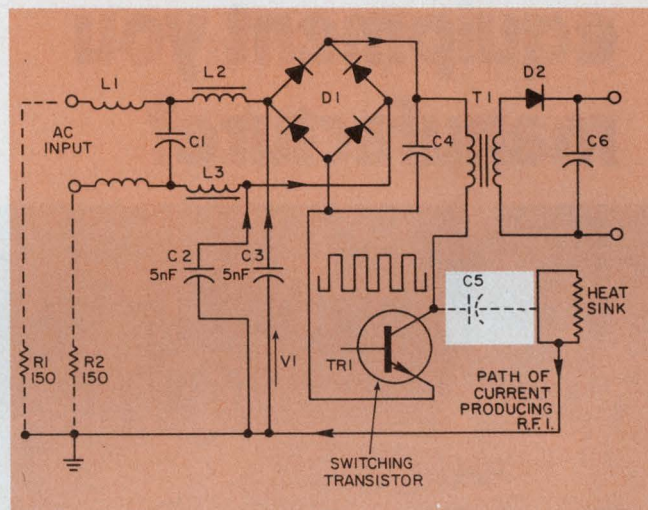 L1
L2
D1
T1
D2
AC
INPUT
C1
C4
C6
L3
C2
5nF
C3
5nF
C5
HEAT
SINK
R1
150
R2
150
V1
TR1
PATH OF
CURRENT
PRODUCING
R.F.I.
SWITCHING
TRANSISTOR